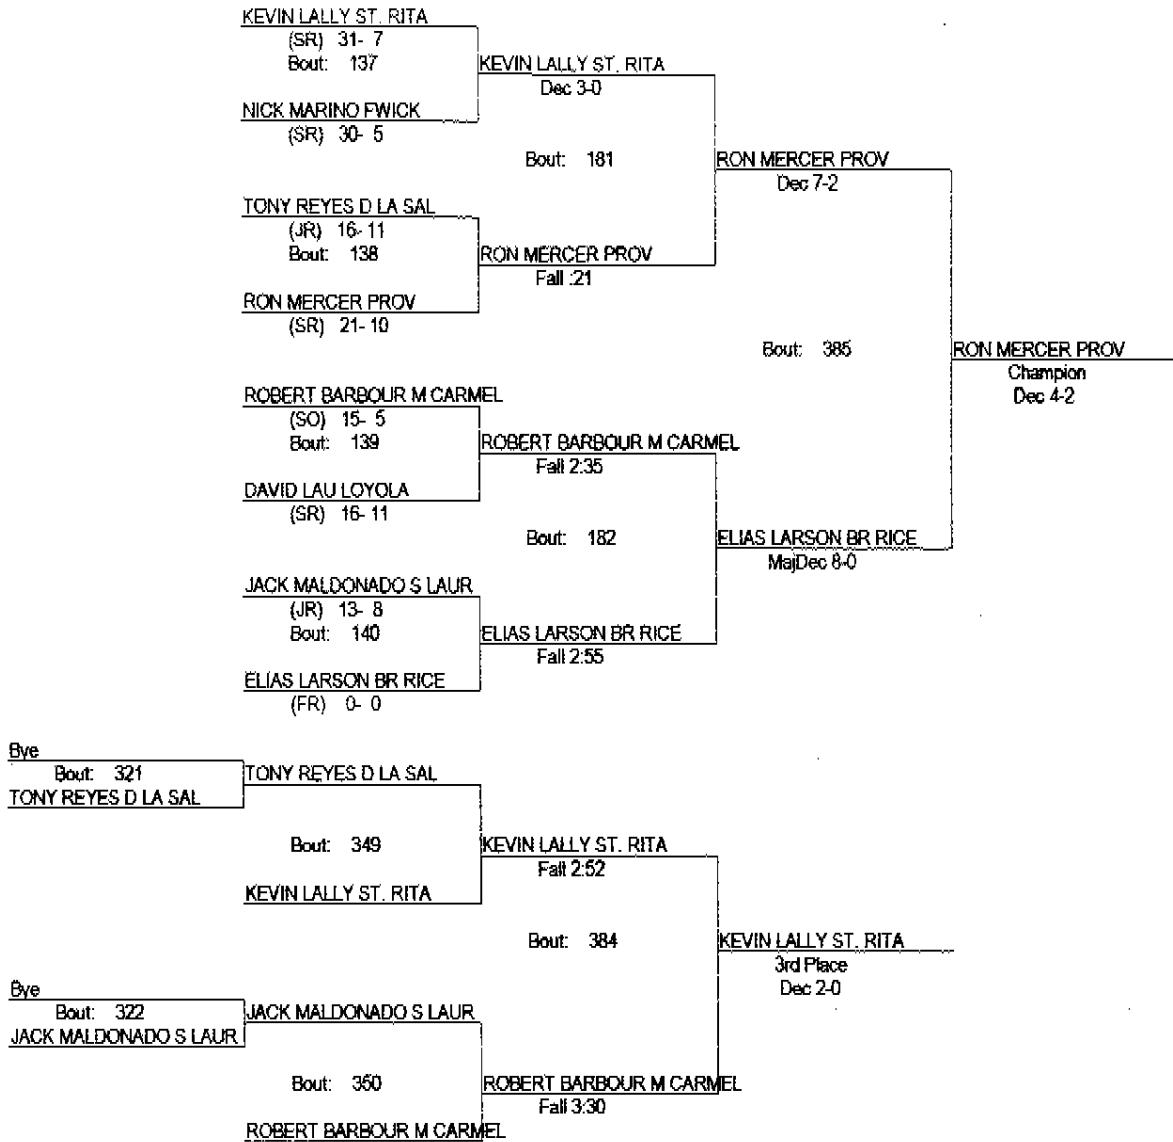 KEVIN LALLY ST. RITA
(SR) 31- 7
Bout: 137
KEVIN LALLY ST. RITA
Dec 3-0
NICK MARINO FWICK
(SR) 30- 5
Bout: 181
RON MERCER PROV
Dec 7-2
TONY REYES D LA SAL
(JR) 16- 11
Bout: 138
RON MERCER PROV
Fall :21
RON MERCER PROV
(SR) 21- 10
Bout: 385
RON MERCER PROV
Champion
Dec 4-2
ROBERT BARBOUR M CARMEL
(SO) 15- 5
Bout: 139
ROBERT BARBOUR M CARMEL
Fall 2:35
DAVID LAU LOYOLA
(SR) 16- 11
Bout: 182
ELIAS LARSON BR RICE
MajDec 8-0
JACK MALDONADO S LAUR
(JR) 13- 8
Bout: 140
ELIAS LARSON BR RICE
Fall 2:55
ELIAS LARSON BR RICE
(FR) 0- 0
Bye
Bout: 321
TONY REYES D LA SAL
TONY REYES D LA SAL
Bout: 349
KEVIN LALLY ST. RITA
Fall 2:52
KEVIN LALLY ST. RITA
Bout: 384
KEVIN LALLY ST. RITA
3rd Place
Dec 2-0
Bye
Bout: 322
JACK MALDONADO S LAUR
JACK MALDONADO S LAUR
Bout: 350
ROBERT BARBOUR M CARMEL
Fall 3:30
ROBERT BARBOUR M CARMEL